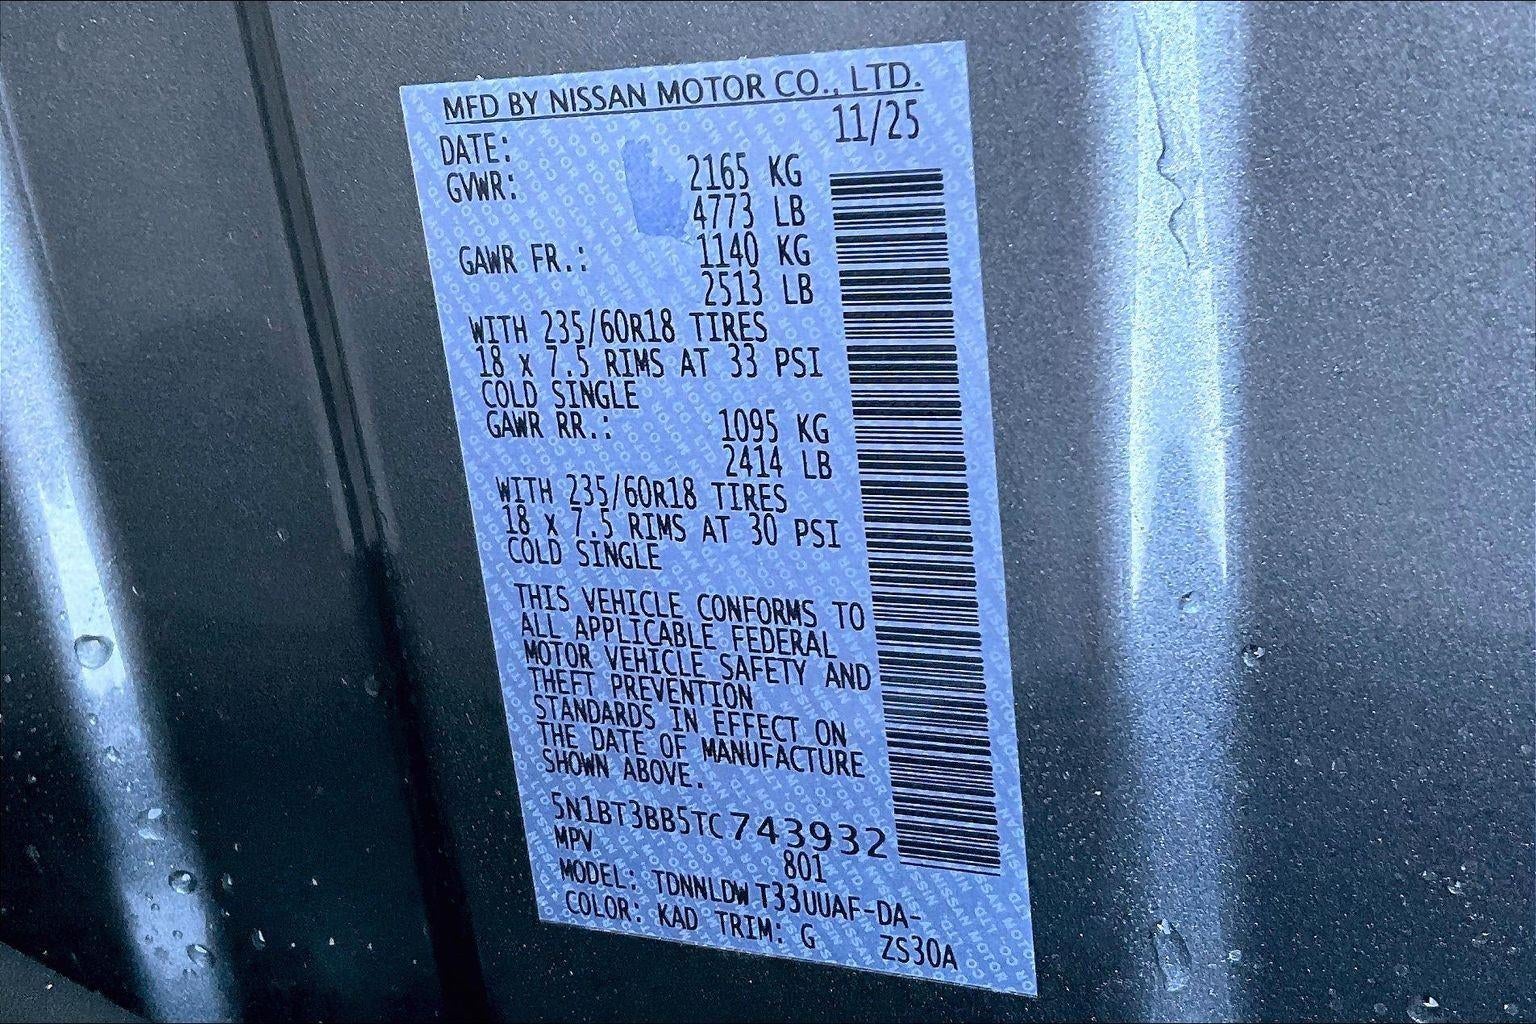 MFD BY NISSAN MOTOR CO., LTD.
DATE: 11/25
GVWR: 2165 KG
4773 LB
GAWR FR.: 1140 KG
2513 LB
WITH 235/60R18 TIRES
18 x 7.5 RIMS AT 33 PSI
COLD SINGLE
GAWR RR.: 1095 KG
2414 LB
WITH 235/60R18 TIRES
18 x 7.5 RIMS AT 30 PSI
COLD SINGLE
THIS VEHICLE CONFORMS TO
ALL APPLICABLE FEDERAL
MOTOR VEHICLE SAFETY AND
THEFT PREVENTION
STANDARDS IN EFFECT ON
THE DATE OF MANUFACTURE
SHOWN ABOVE.
5N1BT3BB5TC743932
MPV 801
MODEL: TDNNLDW T33UUAF-DA-
COLOR: KAD TRIM: G ZS30A